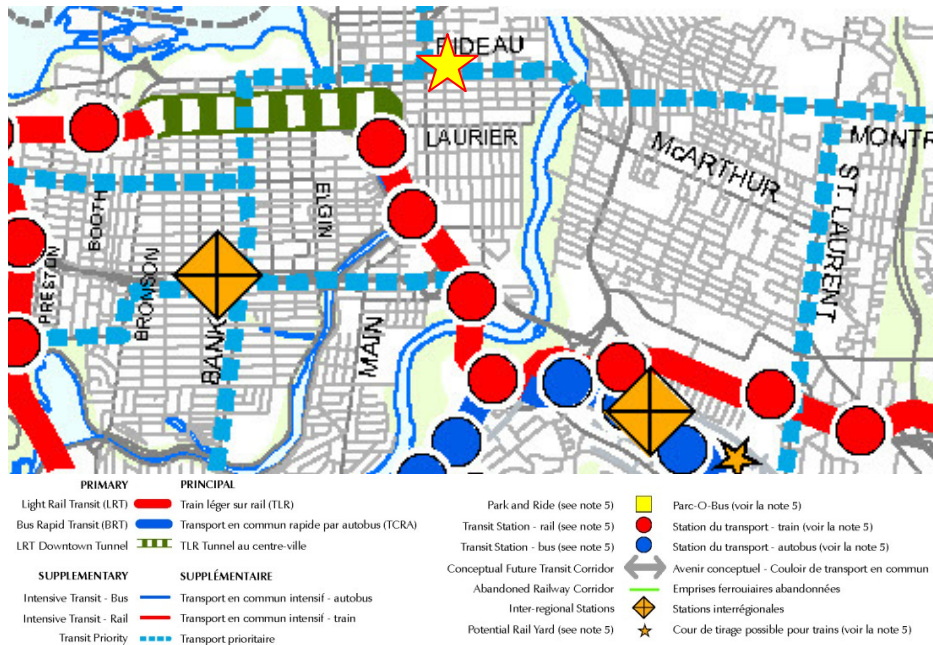 RIDEAU
LAURIER
McARTHUR
MONTR
ST. LAURENT
ELGIN
BOOTH
PRESTON
BRONSON
BANK
MAIN
PRIMARY PRINCIPAL
Light Rail Transit (LRT) Train léger sur rail (TLR)
Bus Rapid Transit (BRT) Transport en commun rapide par autobus (TCRA)
LRT Downtown Tunnel TLR Tunnel au centre-ville
SUPPLEMENTARY SUPPLÉMENTAIRE
Intensive Transit - Bus Transport en commun intensif - autobus
Intensive Transit - Rail Transport en commun intensif - train
Transit Priority Transport prioritaire
Park and Ride (see note 5) Parc-O-Bus (voir la note 5)
Transit Station - rail (see note 5) Station du transport - train (voir la note 5)
Transit Station - bus (see note 5) Station du transport - autobus (voir la note 5)
Conceptual Future Transit Corridor Avenir conceptuel - Couloir de transport en commun
Abandoned Railway Corridor Emprises ferrouiaires abandonnées
Inter-regional Stations Stations interrégionales
Potential Rail Yard (see note 5) Cour de tirage possible pour trains (voir la note 5)